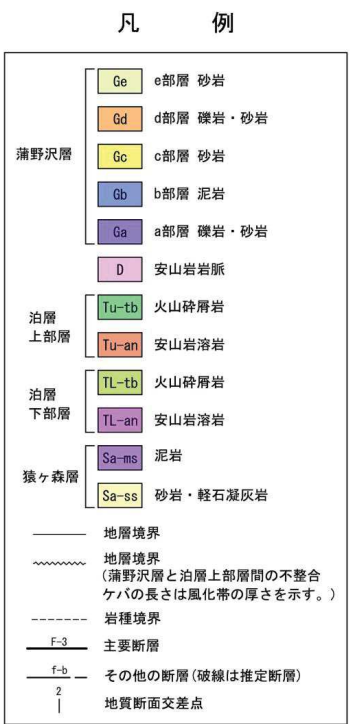 凡 例
蒲野沢層
Ge e部層 砂岩
Gd d部層 礫岩・砂岩
Gc c部層 砂岩
Gb b部層 泥岩
Ga a部層 礫岩・砂岩
D 安山岩岩脈
泊層
上部層
Tu-tb 火山砕屑岩
Tu-an 安山岩溶岩
泊層
下部層
TL-tb 火山砕屑岩
TL-an 安山岩溶岩
猿ヶ森層
Sa-ms 泥岩
Sa-ss 砂岩・軽石凝灰岩
地層境界
地層境界
(蒲野沢層と泊層上部層間の不整合
ケバの長さは風化帯の厚さを示す。)
岩種境界
F-3 主要断層
f-b その他の断層(破線は推定断層)
2 地質断面交差点